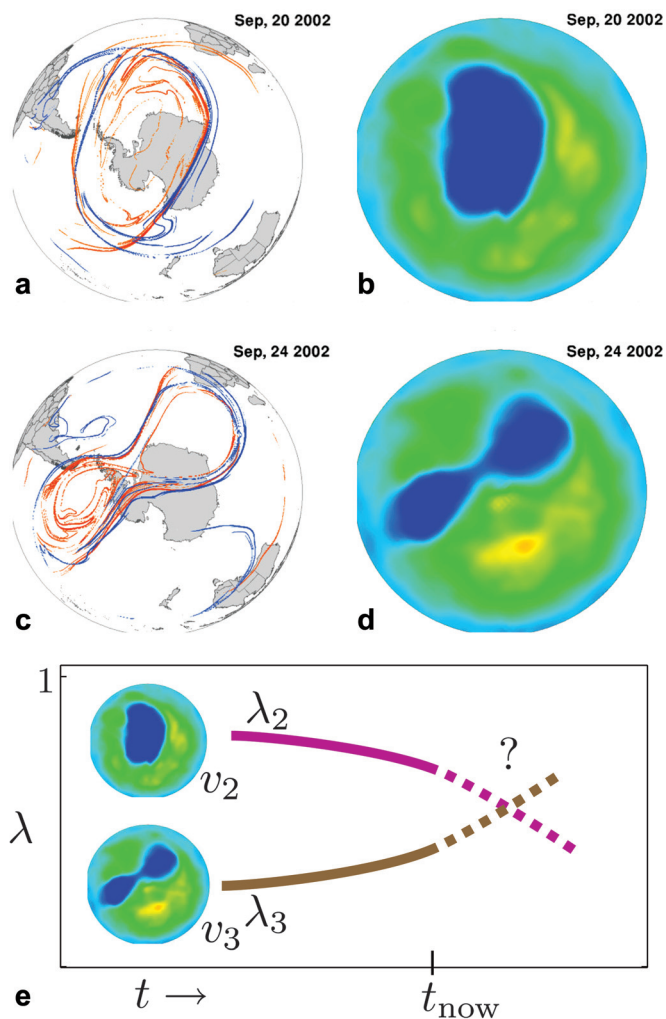 Sep, 20 2002
Sep, 20 2002
a
b
Sep, 24 2002
Sep, 24 2002
c
d
1
λ2
?
v2
λ
v3
λ3
e
t →
tnow